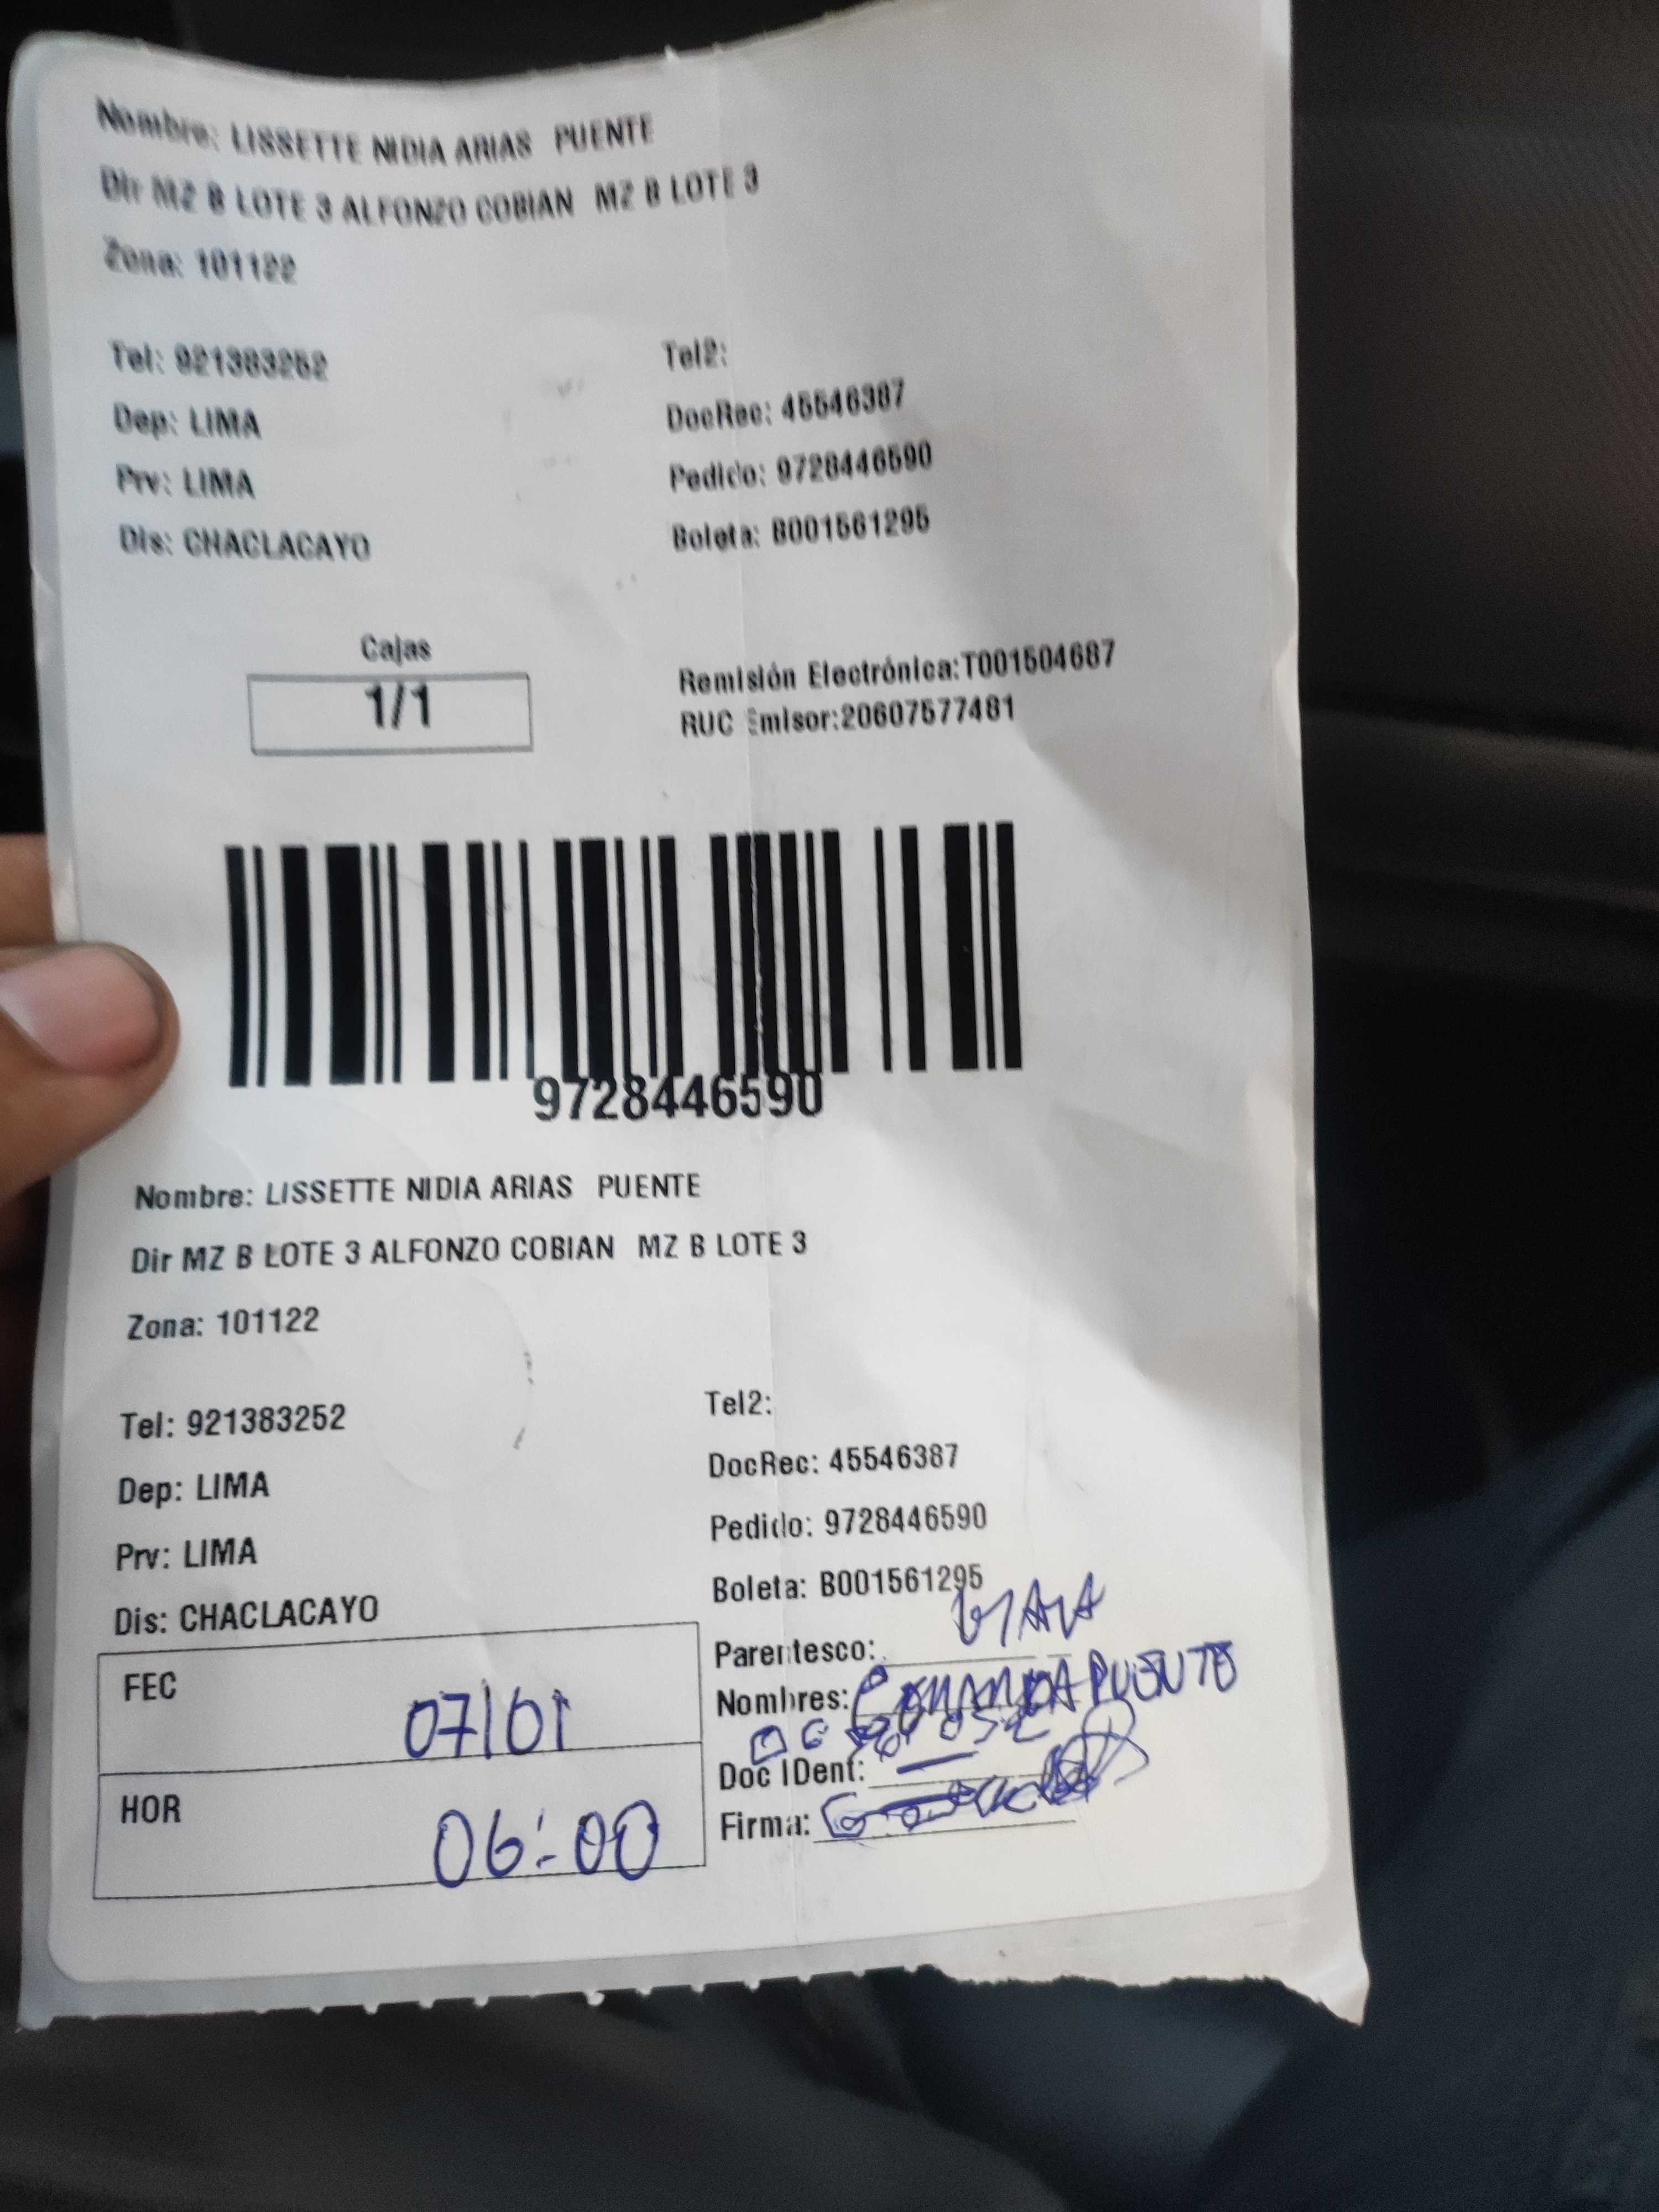 Nombre: LISSETTE NIDIA ARIAS PUENTE
Dir MZ B LOTE 3 ALFONZO COBIAN MZ B LOTE 3
Zona: 101122
Tel: 921383252
Tel2:
Dep: LIMA
DocRec: 45546387
Prv: LIMA
Pedido: 9728446590
Dis: CHACLACAYO
Boleta: B001561295
Cajas
1/1
Remisión Electrónica:T001504687
RUC Emisor:20607577481
9728446590
Nombre: LISSETTE NIDIA ARIAS PUENTE
Dir MZ B LOTE 3 ALFONZO COBIAN MZ B LOTE 3
Zona: 101122
Tel: 921383252
Tel2:
Dep: LIMA
DocRec: 45546387
Prv: LIMA
Pedido: 9728446590
Dis: CHACLACAYO
Boleta: B001561295
FEC 07/01
HOR 06:00
Parentesco:
Nombres: PUENTE
Doc IDent:
Firma: